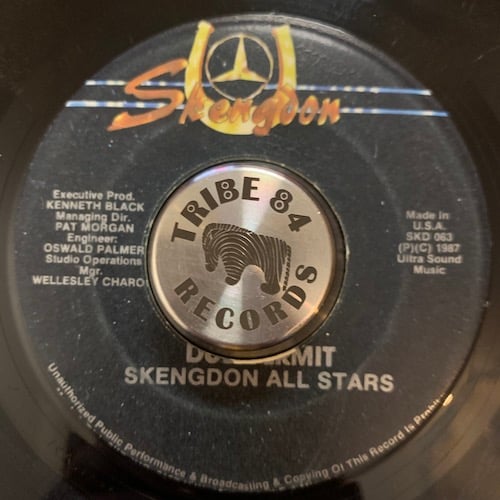 Skengdon
Executive Prod.
KENNETH BLACK
Managing Dir.
PAT MORGAN
Engineer:
OSWALD PALMER
Studio Operations
Mgr.
WELLESLEY CHARO
Made in
U.S.A.
SKD 063
(P)(C) 1987
Ultra Sound
Music
TRIBE 84
RECORDS
SKENGDON ALL STARS
Unauthorized Public Performance & Broadcasting & Copying Of This Record Is Prohib